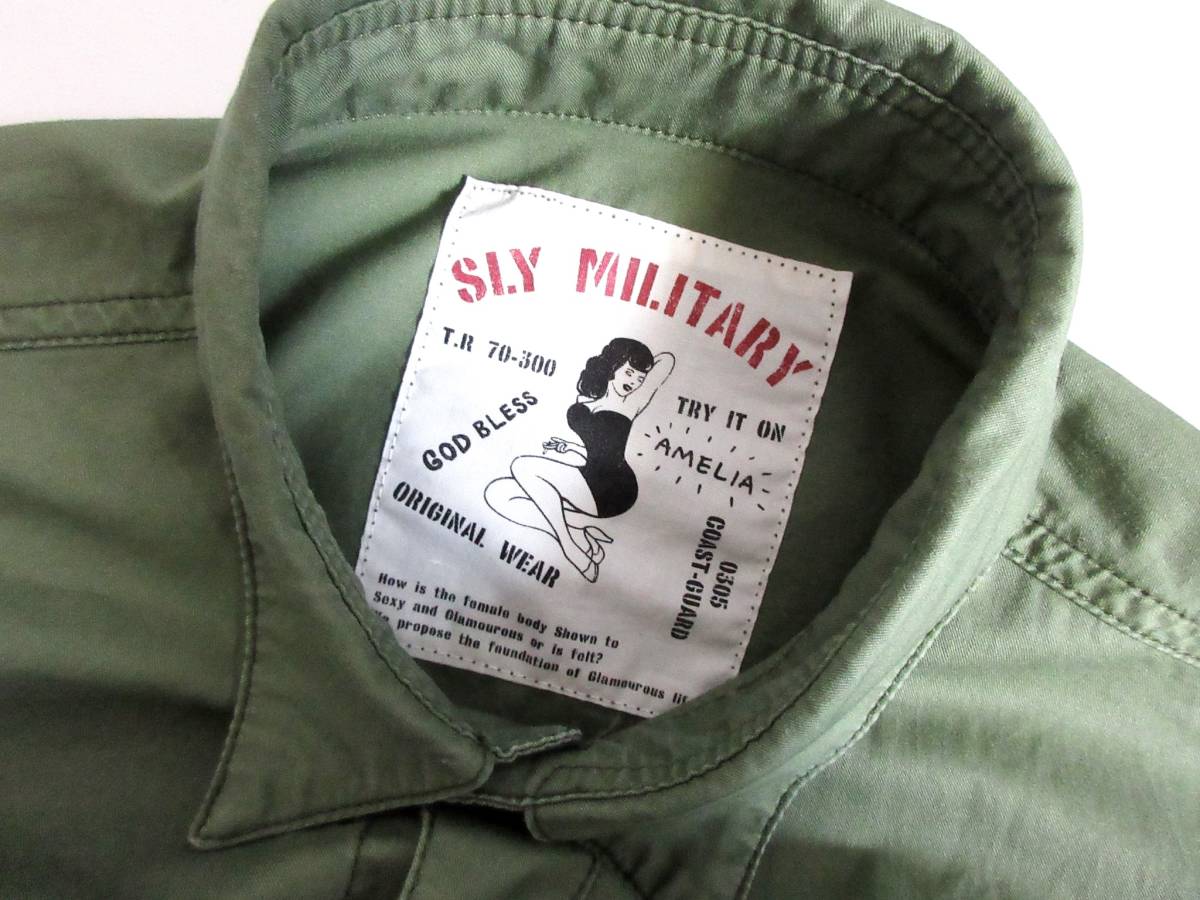 SLY MILITARY
T.R 70-300
GOD BLESS
ORIGINAL WEAR
TRY IT ON
AMELIA
0305
COAST-GUARD
How is the female body Shown to
Sexy and Glamourous or is felt?
We propose the foundation of Glamourous